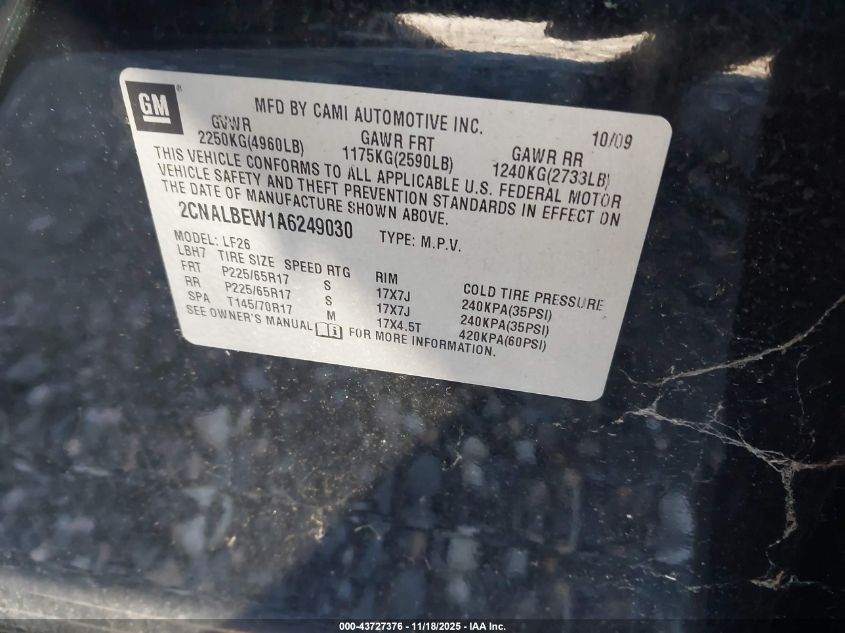 GM®
MFD BY CAMI AUTOMOTIVE INC.
10/09
GVWR GAWR FRT GAWR RR
2250KG(4960LB) 1175KG(2590LB) 1240KG(2733LB)
THIS VEHICLE CONFORMS TO ALL APPLICABLE U.S. FEDERAL MOTOR
VEHICLE SAFETY AND THEFT PREVENTION STANDARDS IN EFFECT ON
THE DATE OF MANUFACTURE SHOWN ABOVE.
2CNALBEW1A6249030 TYPE: M.P.V.
MODEL: LF26
LBH7 TIRE SIZE SPEED RTG RIM COLD TIRE PRESSURE
FRT P225/65R17 S 17X7J 240KPA(35PSI)
RR P225/65R17 S 17X7J 240KPA(35PSI)
SPA T145/70R17 M 17X4.5T 420KPA(60PSI)
SEE OWNER'S MANUAL FOR MORE INFORMATION.
000-43727376 - 11/18/2025 - IAA Inc.